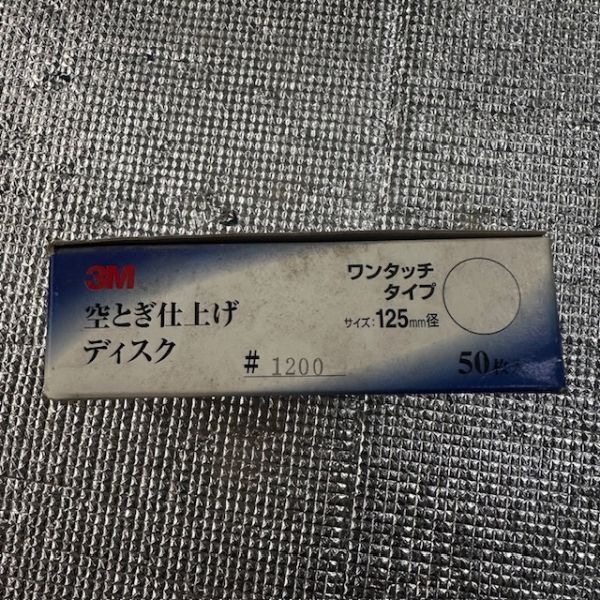 3M
空とぎ仕上げ
ディスク
# 1200
ワンタッチ
タイプ
サイズ:125mm径
50枚入